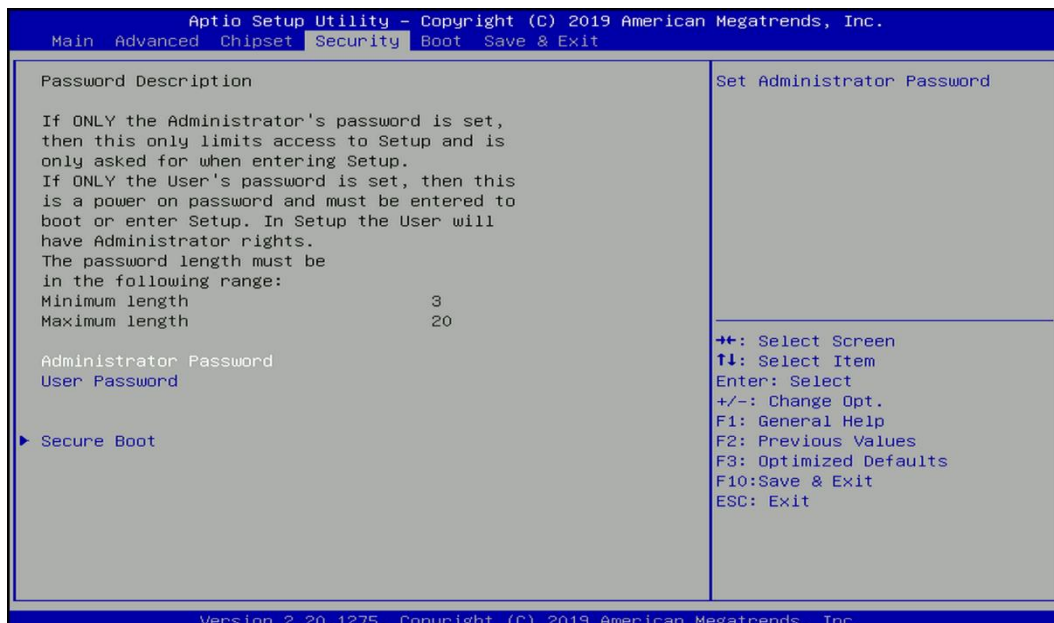 Aptio Setup Utility – Copyright (C) 2019 American Megatrends, Inc.
Main Advanced Chipset Security Boot Save & Exit
Password Description
If ONLY the Administrator's password is set,
then this only limits access to Setup and is
only asked for when entering Setup.
If ONLY the User's password is set, then this
is a power on password and must be entered to
boot or enter Setup. In Setup the User will
have Administrator rights.
The password length must be
in the following range:
Minimum length 3
Maximum length 20
Administrator Password
User Password
► Secure Boot
Set Administrator Password
→←: Select Screen
↑↓: Select Item
Enter: Select
+/-: Change Opt.
F1: General Help
F2: Previous Values
F3: Optimized Defaults
F10:Save & Exit
ESC: Exit
Version 2.20.1275. Copyright (C) 2019 American Megatrends, Inc.